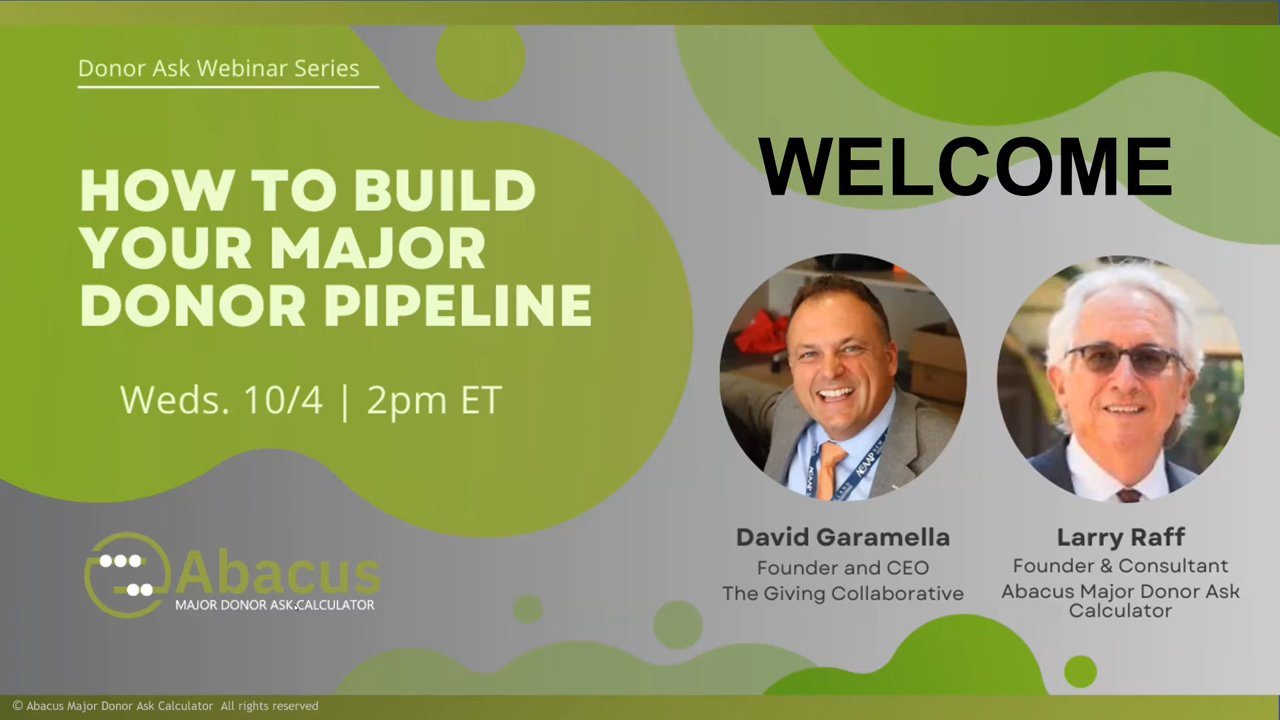 Donor Ask Webinar Series
HOW TO BUILD
YOUR MAJOR
DONOR PIPELINE
Weds. 10/4 | 2pm ET
Abacus
MAJOR DONOR ASK CALCULATOR
WELCOME
David Garamella
Founder and CEO
The Giving Collaborative
Larry Raff
Founder & Consultant
Abacus Major Donor Ask
Calculator
© Abacus Major Donor Ask Calculator All rights reserved